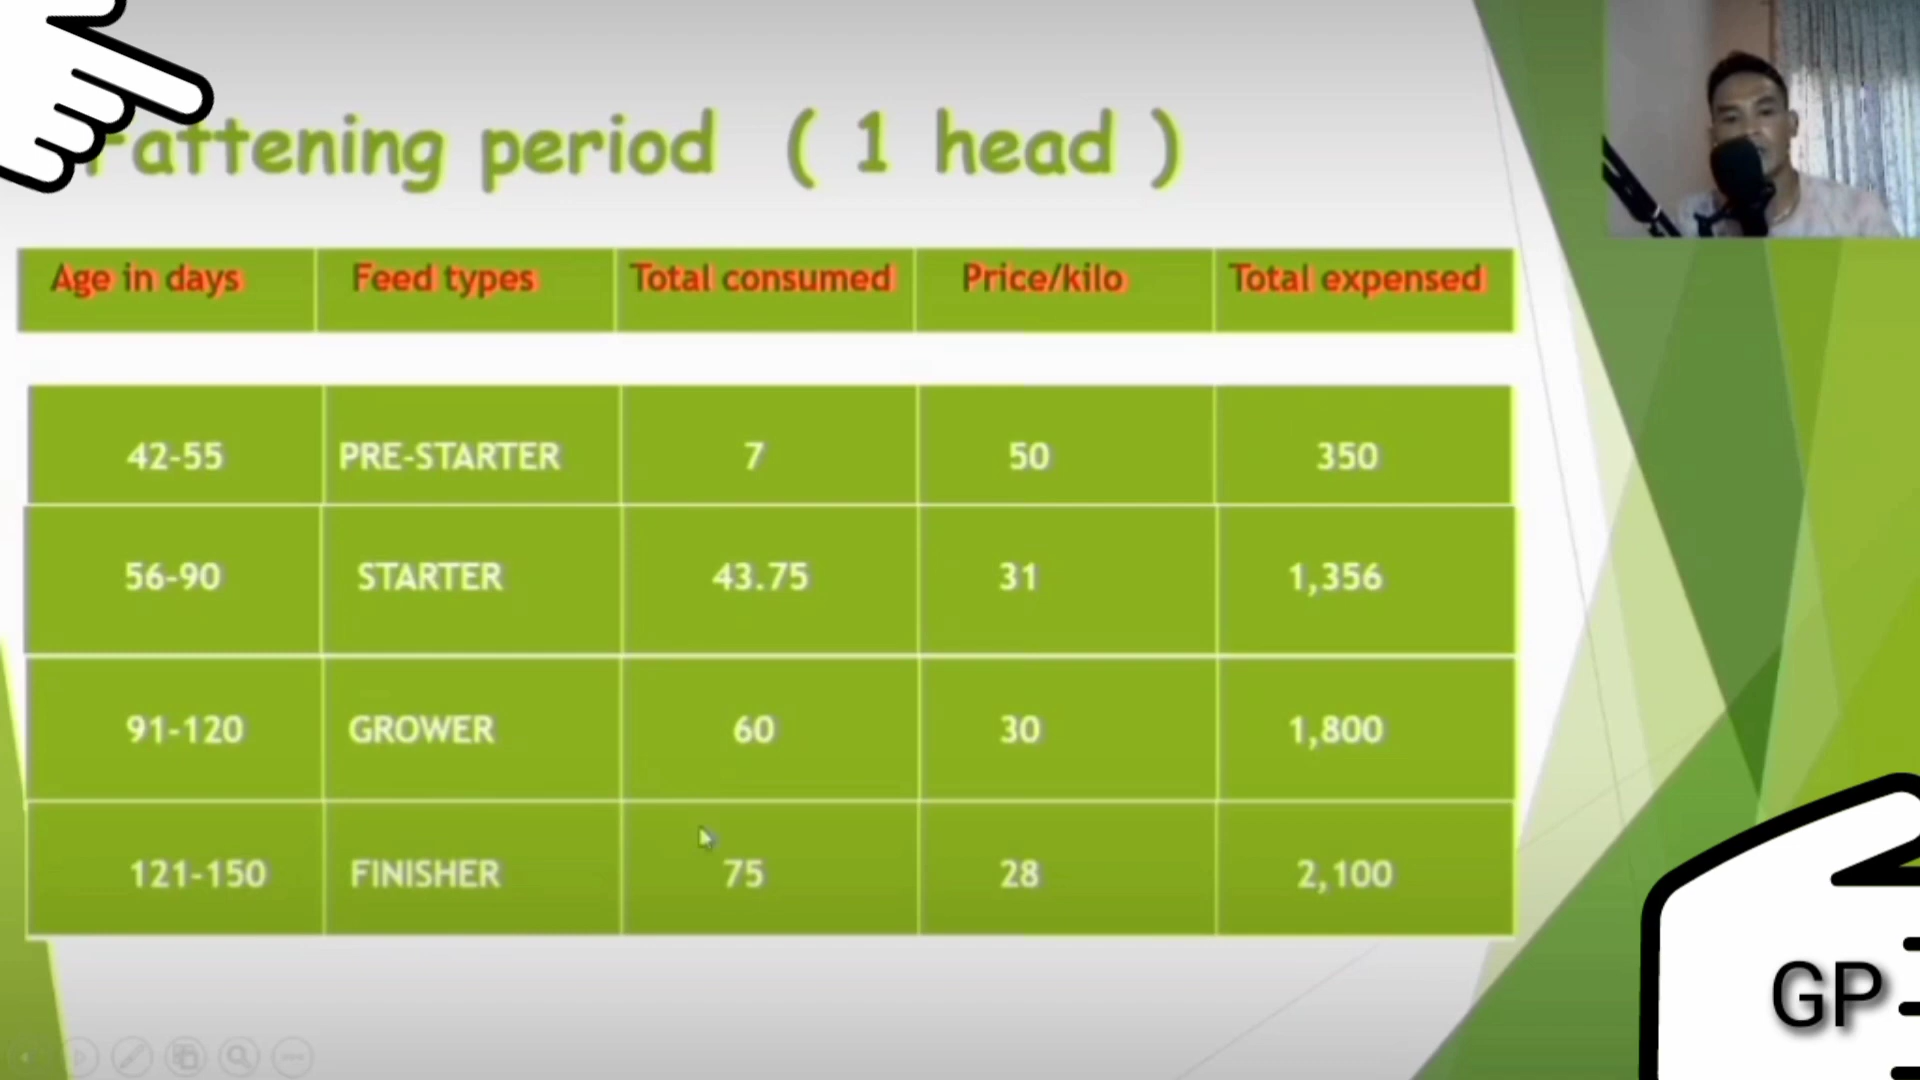 Fattening period ( 1 head )
Age in days Feed types Total consumed Price/kilo Total expensed
42-55 PRE-STARTER 7 50 350
56-90 STARTER 43.75 31 1,356
91-120 GROWER 60 30 1,800
121-150 FINISHER 75 28 2,100
GP